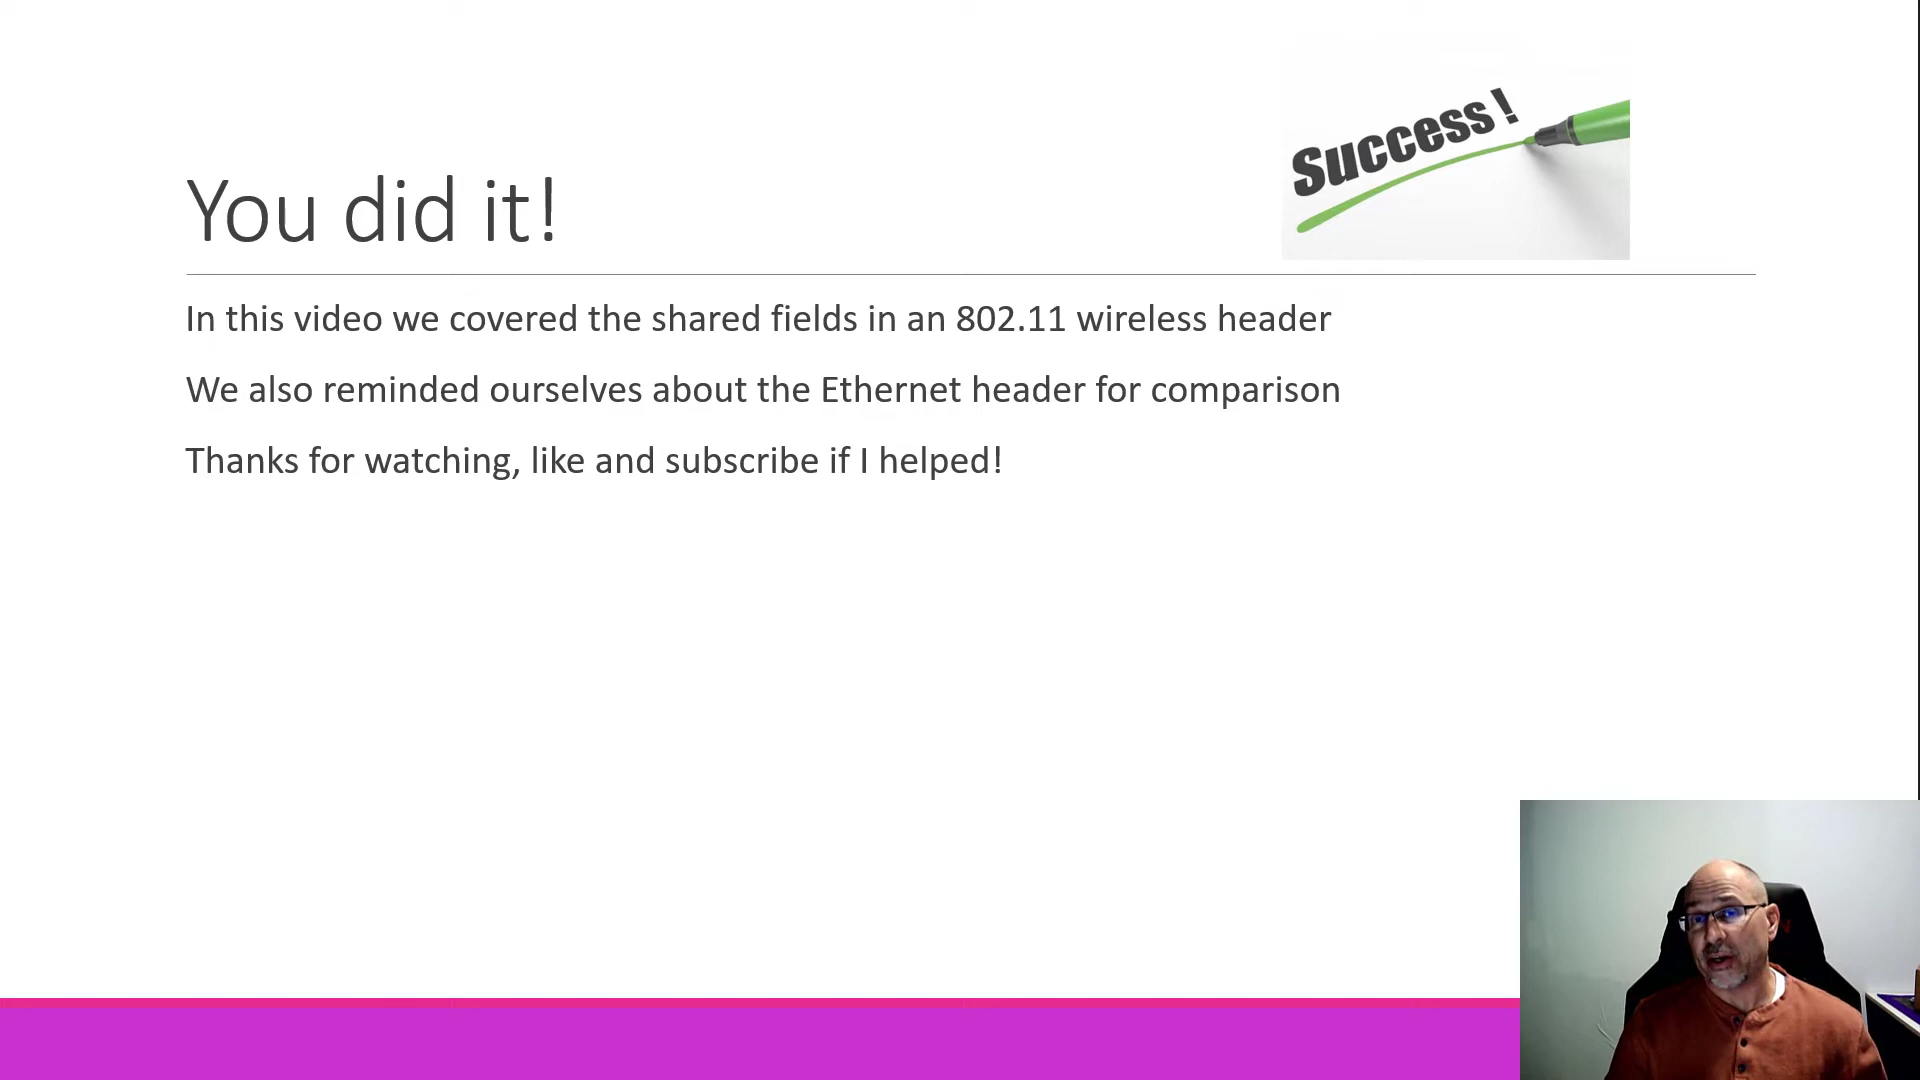 Success!
You did it!
In this video we covered the shared fields in an 802.11 wireless header
We also reminded ourselves about the Ethernet header for comparison
Thanks for watching, like and subscribe if I helped!